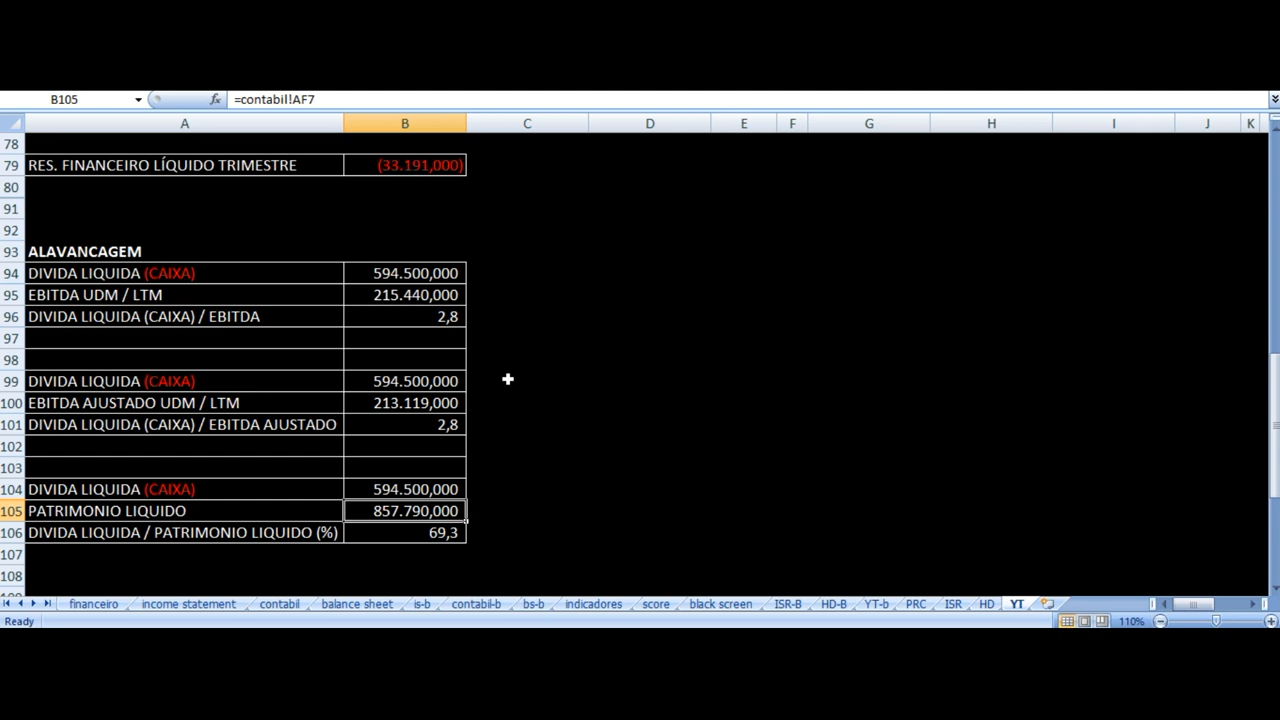 B105 fx =contabil!AF7
A B C D E F G H I J K
78
79 RES. FINANCEIRO LÍQUIDO TRIMESTRE (33.191,000)
80
91
92
93 ALAVANCAGEM
94 DIVIDA LIQUIDA (CAIXA) 594.500,000
95 EBITDA UDM / LTM 215.440,000
96 DIVIDA LIQUIDA (CAIXA) / EBITDA 2,8
97
98
99 DIVIDA LIQUIDA (CAIXA) 594.500,000
100 EBITDA AJUSTADO UDM / LTM 213.119,000
101 DIVIDA LIQUIDA (CAIXA) / EBITDA AJUSTADO 2,8
102
103
104 DIVIDA LIQUIDA (CAIXA) 594.500,000
105 PATRIMONIO LIQUIDO 857.790,000
106 DIVIDA LIQUIDA / PATRIMONIO LIQUIDO (%) 69,3
107
108
financeiro income statement contabil balance sheet is-b contabil-b bs-b indicadores score black screen ISR-B HD-B YT-b PRC ISR HD YT
Ready 110%